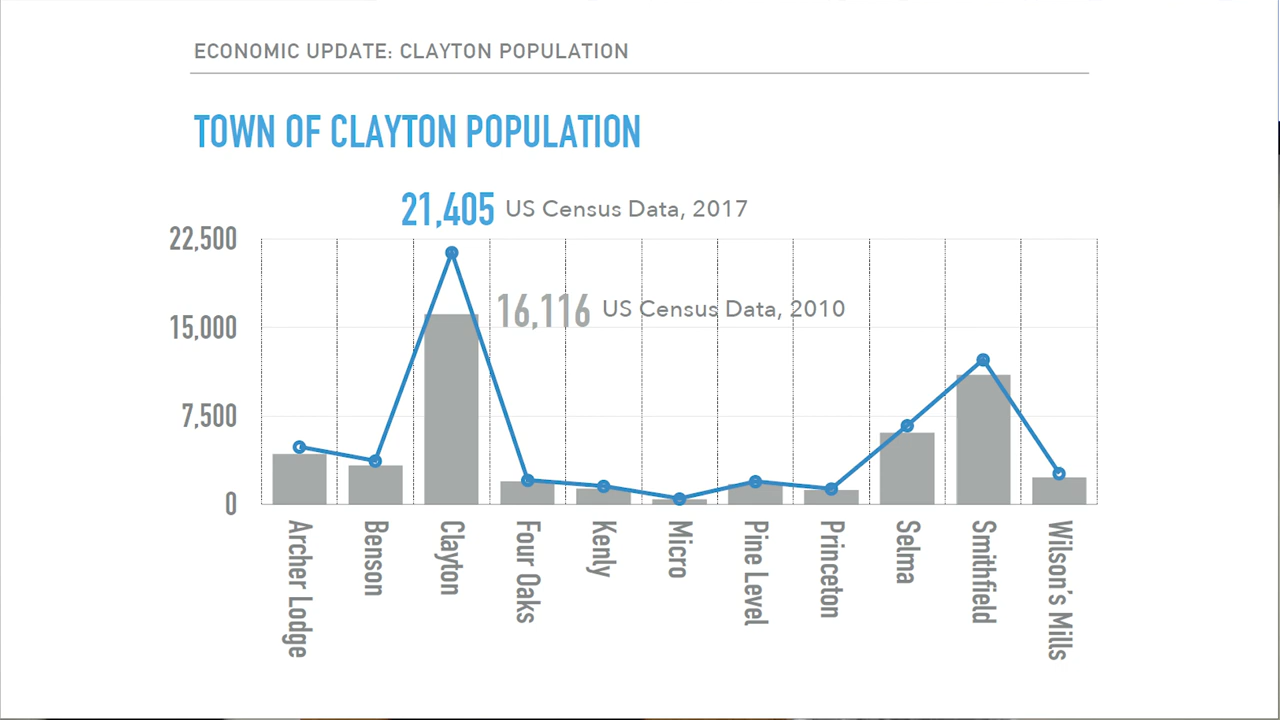 ECONOMIC UPDATE: CLAYTON POPULATION
TOWN OF CLAYTON POPULATION
21,405 US Census Data, 2017
22,500
16,116 US Census Data, 2010
15,000
7,500
0
Archer Lodge
Benson
Clayton
Four Oaks
Kenly
Micro
Pine Level
Princeton
Selma
Smithfield
Wilson's Mills